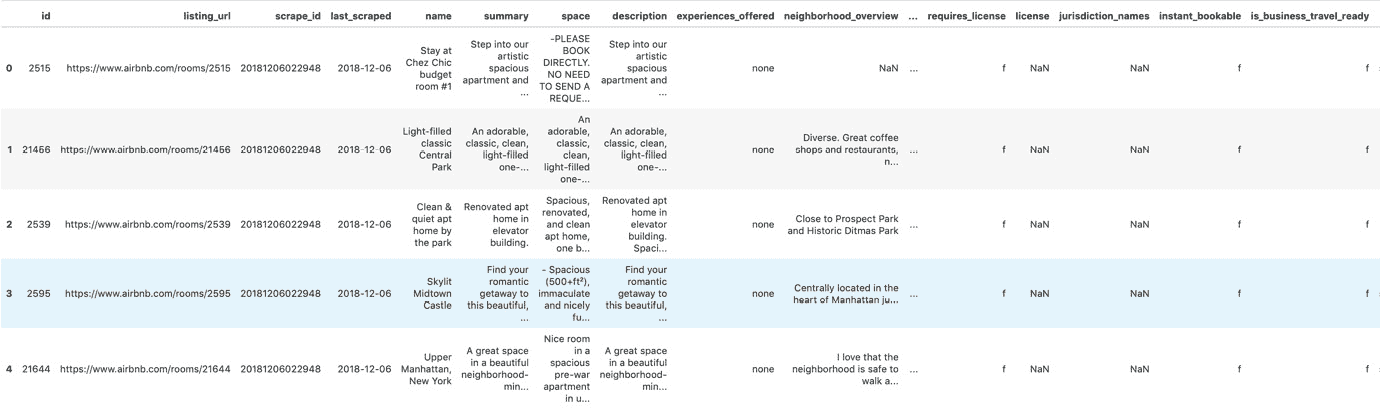 id listing_url scrape_id last_scraped name summary space description experiences_offered neighborhood_overview ... requires_license license jurisdiction_names instant_bookable is_business_travel_ready
0 2515 https://www.airbnb.com/rooms/2515 20181206022948 2018-12-06 Stay at Chez Chic budget room #1 Step into our artistic spacious apartment and ... -PLEASE BOOK DIRECTLY. NO NEED TO SEND A REQUE... Step into our artistic spacious apartment and ... none NaN ... f NaN NaN f f
1 21456 https://www.airbnb.com/rooms/21456 20181206022948 2018-12-06 Light-filled classic Central Park An adorable, classic, clean, light-filled one-... An adorable, classic, clean, light-filled one-... An adorable, classic, clean, light-filled one-... none Diverse. Great coffee shops and restaurants, n... ... f NaN NaN f f
2 2539 https://www.airbnb.com/rooms/2539 20181206022948 2018-12-06 Clean & quiet apt home by the park Renovated apt home in elevator building. Spacious, renovated, and clean apt home, one b... Renovated apt home in elevator building. Spaci... none Close to Prospect Park and Historic Ditmas Park ... f NaN NaN f f
3 2595 https://www.airbnb.com/rooms/2595 20181206022948 2018-12-06 Skylit Midtown Castle Find your romantic getaway to this beautiful, ... - Spacious (500+ft²), immaculate and nicely fu... Find your romantic getaway to this beautiful, ... none Centrally located in the heart of Manhattan ju... ... f NaN NaN f f
4 21644 https://www.airbnb.com/rooms/21644 20181206022948 2018-12-06 Upper Manhattan, New York A great space in a beautiful neighborhood- min... Nice room in a spacious pre-war apartment in u... A great space in a beautiful neighborhood- min... none I love that the neighborhood is safe to walk a... ... f NaN NaN f f